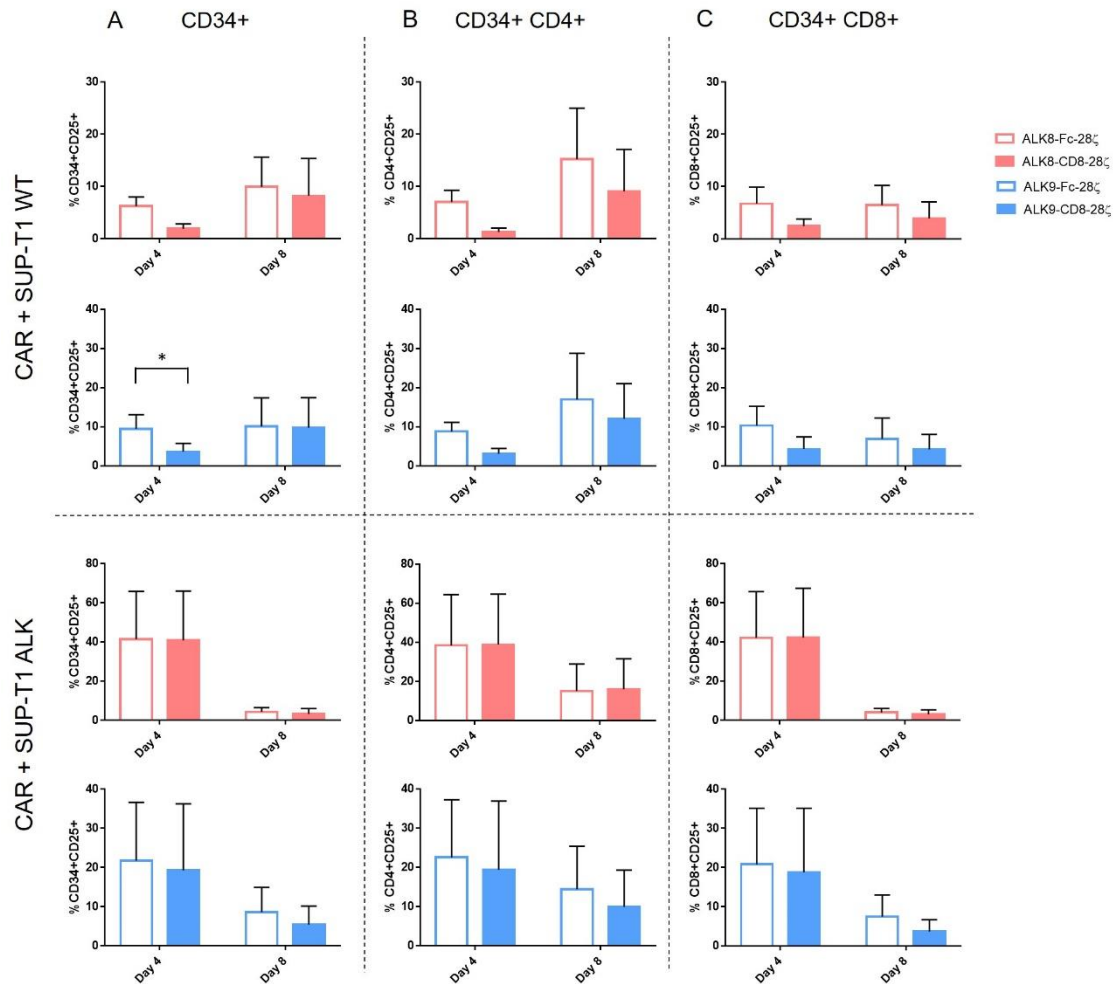 A CD34+
B CD34+ CD4+
C CD34+ CD8+
CAR + SUP-T1 WT
% CD34+CD25+
30
20
10
0
Day 4
Day 8
% CD4+CD25+
30
20
10
0
Day 4
Day 8
% CD8+CD25+
30
20
10
0
Day 4
Day 8
ALK8-Fc-28ζ
ALK8-CD8-28ζ
ALK9-Fc-28ζ
ALK9-CD8-28ζ
% CD34+CD25+
40
30
20
10
0
*
Day 4
Day 8
% CD4+CD25+
40
30
20
10
0
Day 4
Day 8
% CD8+CD25+
40
30
20
10
0
Day 4
Day 8
CAR + SUP-T1 ALK
% CD34+CD25+
80
60
40
20
0
Day 4
Day 8
% CD4+CD25+
80
60
40
20
0
Day 4
Day 8
% CD8+CD25+
80
60
40
20
0
Day 4
Day 8
% CD34+CD25+
40
30
20
10
0
Day 4
Day 8
% CD4+CD25+
40
30
20
10
0
Day 4
Day 8
% CD8+CD25+
40
30
20
10
0
Day 4
Day 8